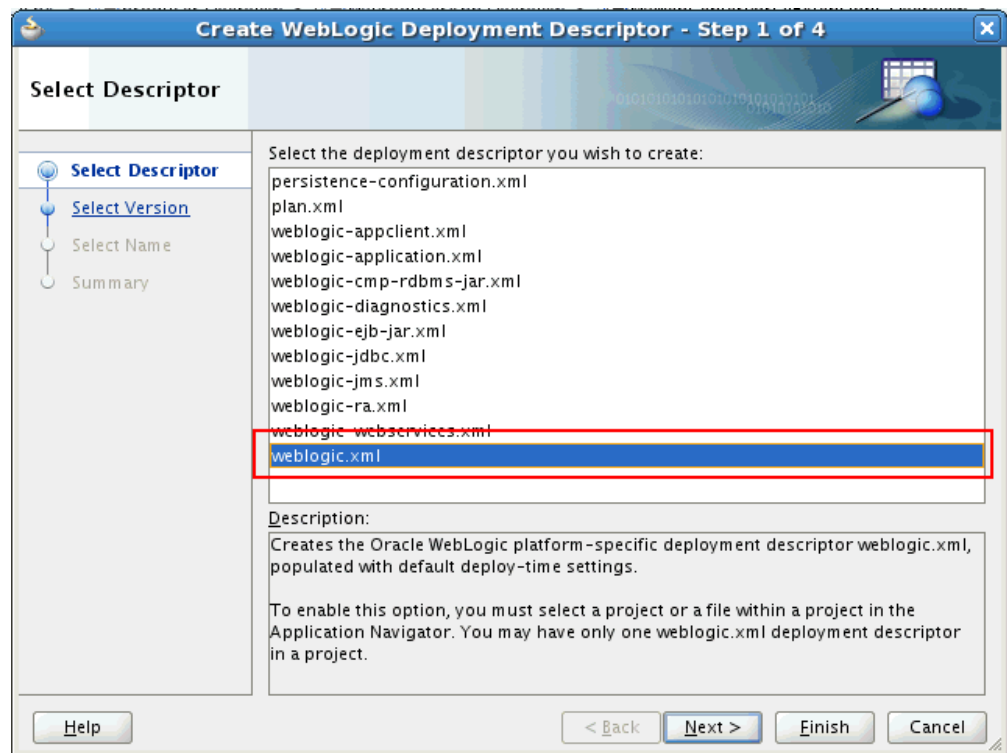 Create WebLogic Deployment Descriptor - Step 1 of 4
Select Descriptor
Select Descriptor
Select Version
Select Name
Summary
Select the deployment descriptor you wish to create:
persistence-configuration.xml
plan.xml
weblogic-appclient.xml
weblogic-application.xml
weblogic-cmp-rdbms-jar.xml
weblogic-diagnostics.xml
weblogic-ejb-jar.xml
weblogic-jdbc.xml
weblogic-jms.xml
weblogic-ra.xml
weblogic-webservices.xml
weblogic.xml
Description:
Creates the Oracle WebLogic platform-specific deployment descriptor weblogic.xml,
populated with default deploy-time settings.
To enable this option, you must select a project or a file within a project in the
Application Navigator. You may have only one weblogic.xml deployment descriptor
in a project.
Help
< Back
Next >
Finish
Cancel